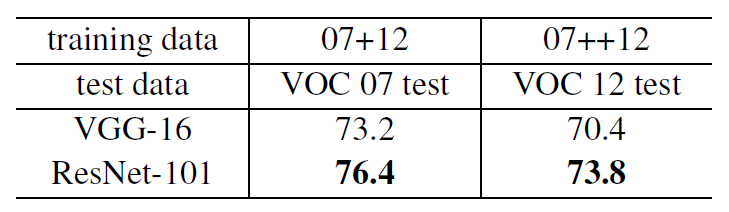 training data 07+12 07++12
test data VOC 07 test VOC 12 test
VGG-16 73.2 70.4
ResNet-101 76.4 73.8